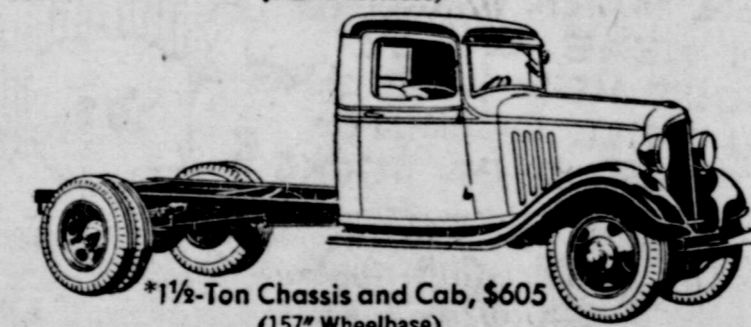 *1½-Ton Chassis and Cab, $605
(157" Wheelbase)